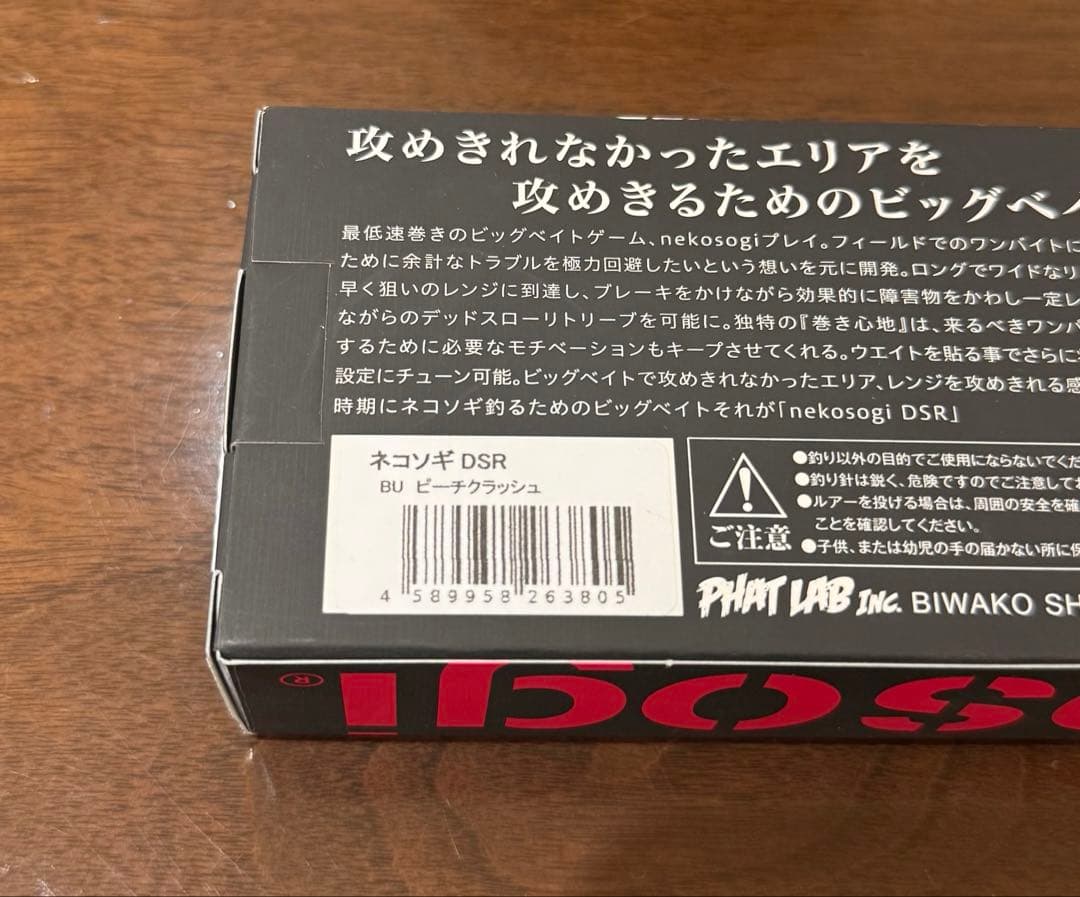 攻めきれなかったエリアを
攻めきるためのビッグベイ
最低速巻きのビッグベイトゲーム、nekosogiプレイ。フィールドでのワンバイトに
ために余計なトラブルを極力回避したいという想いを元に開発。ロングでワイドなリ
早く狙いのレンジに到達し、ブレーキをかけながら効果的に障害物をかわし一定レ
ながらのデッドスローリトリーブを可能に。独特の『巻き心地』は、来るべきワンバ
するために必要なモチベーションもキープさせてくれる。ウエイトを貼る事でさらに
設定にチューン可能。ビッグベイトで攻めきれなかったエリア、レンジを攻めきれる感
時期にネコソギ釣るためのビッグベイトそれが「nekosogi DSR」
ネコソギ DSR
BU ピーチクラッシュ
4 589958 263805
ご注意
●釣り以外の目的でご使用にならないでくだ
●釣り針は鋭く、危険ですのでご注意してお
●ルアーを投げる場合は、周囲の安全を確
ことを確認してください。
●子供、または幼児の手の届かない所に保
PHAT LAB INC. BIWAKO SH
®
sogi